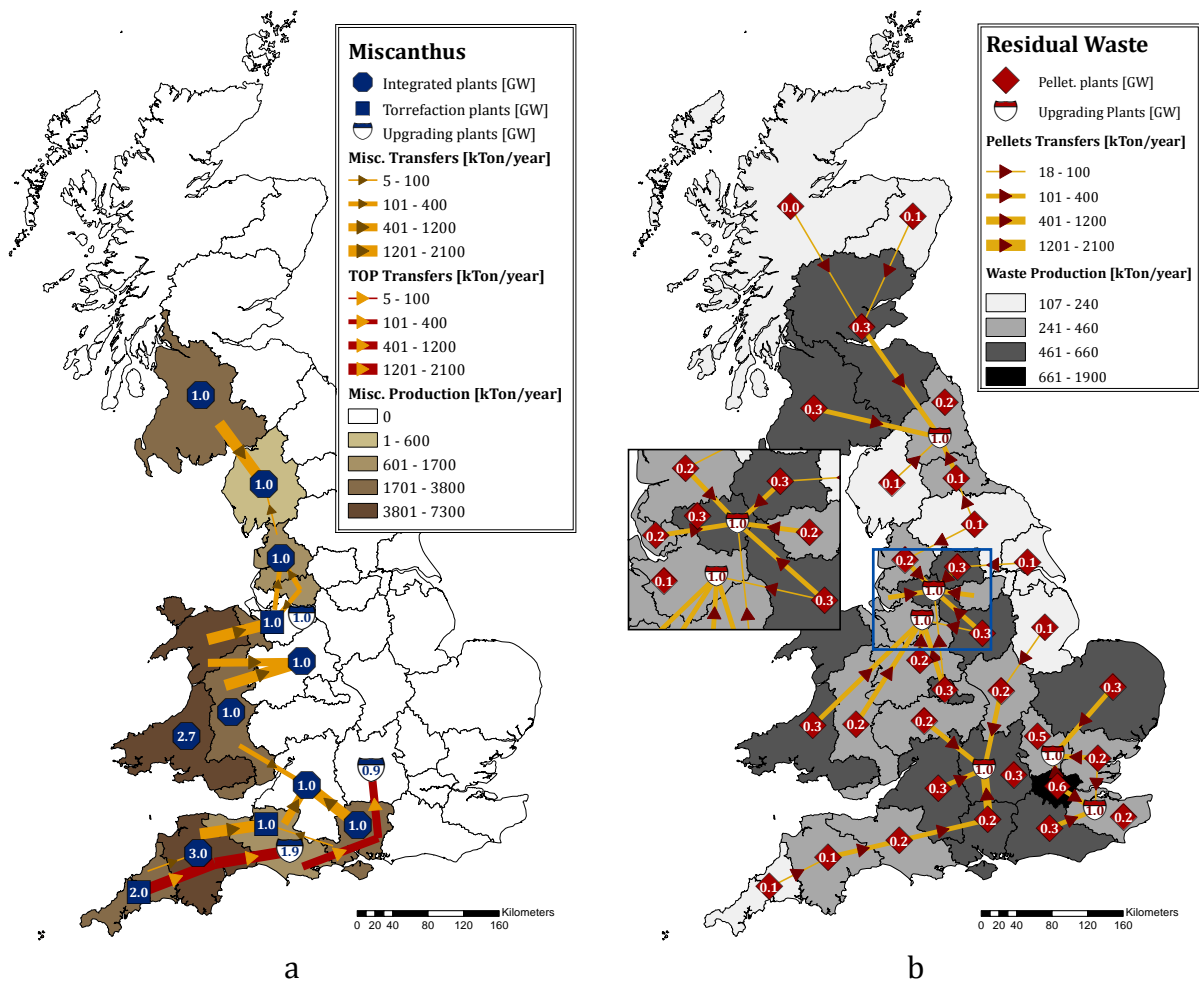 Miscanthus
Integrated plants [GW]
Torrefaction plants [GW]
Upgrading plants [GW]
Misc. Transfers [kTon/year]
5 - 100
101 - 400
401 - 1200
1201 - 2100
TOP Transfers [kTon/year]
5 - 100
101 - 400
401 - 1200
1201 - 2100
Misc. Production [kTon/year]
0
1 - 600
601 - 1700
1701 - 3800
3801 - 7300
1.0
1.0
1.0
1.0
1.0
1.0
1.0
2.7
0.9
1.0
1.0
1.0
1.9
3.0
2.0
Kilometers
0 20 40 80 120 160
a
Residual Waste
Pellet. plants [GW]
Upgrading Plants [GW]
Pellets Transfers [kTon/year]
18 - 100
101 - 400
401 - 1200
1201 - 2100
Waste Production [kTon/year]
107 - 240
241 - 460
461 - 660
661 - 1900
0.0
0.1
0.3
0.2
0.3
1.0
0.1
0.1
0.1
0.2
0.3
0.1
1.0
1.0
0.3
0.1
0.2
0.3
0.2
0.3
0.3
0.2
0.2
0.5
1.0
0.2
1.0
0.3
0.3
0.6
1.0
0.2
0.2
0.3
0.2
0.1
0.1
0.2
0.3
0.3
1.0
0.2
0.2
0.1
1.0
0.3
Kilometers
0 20 40 80 120 160
b